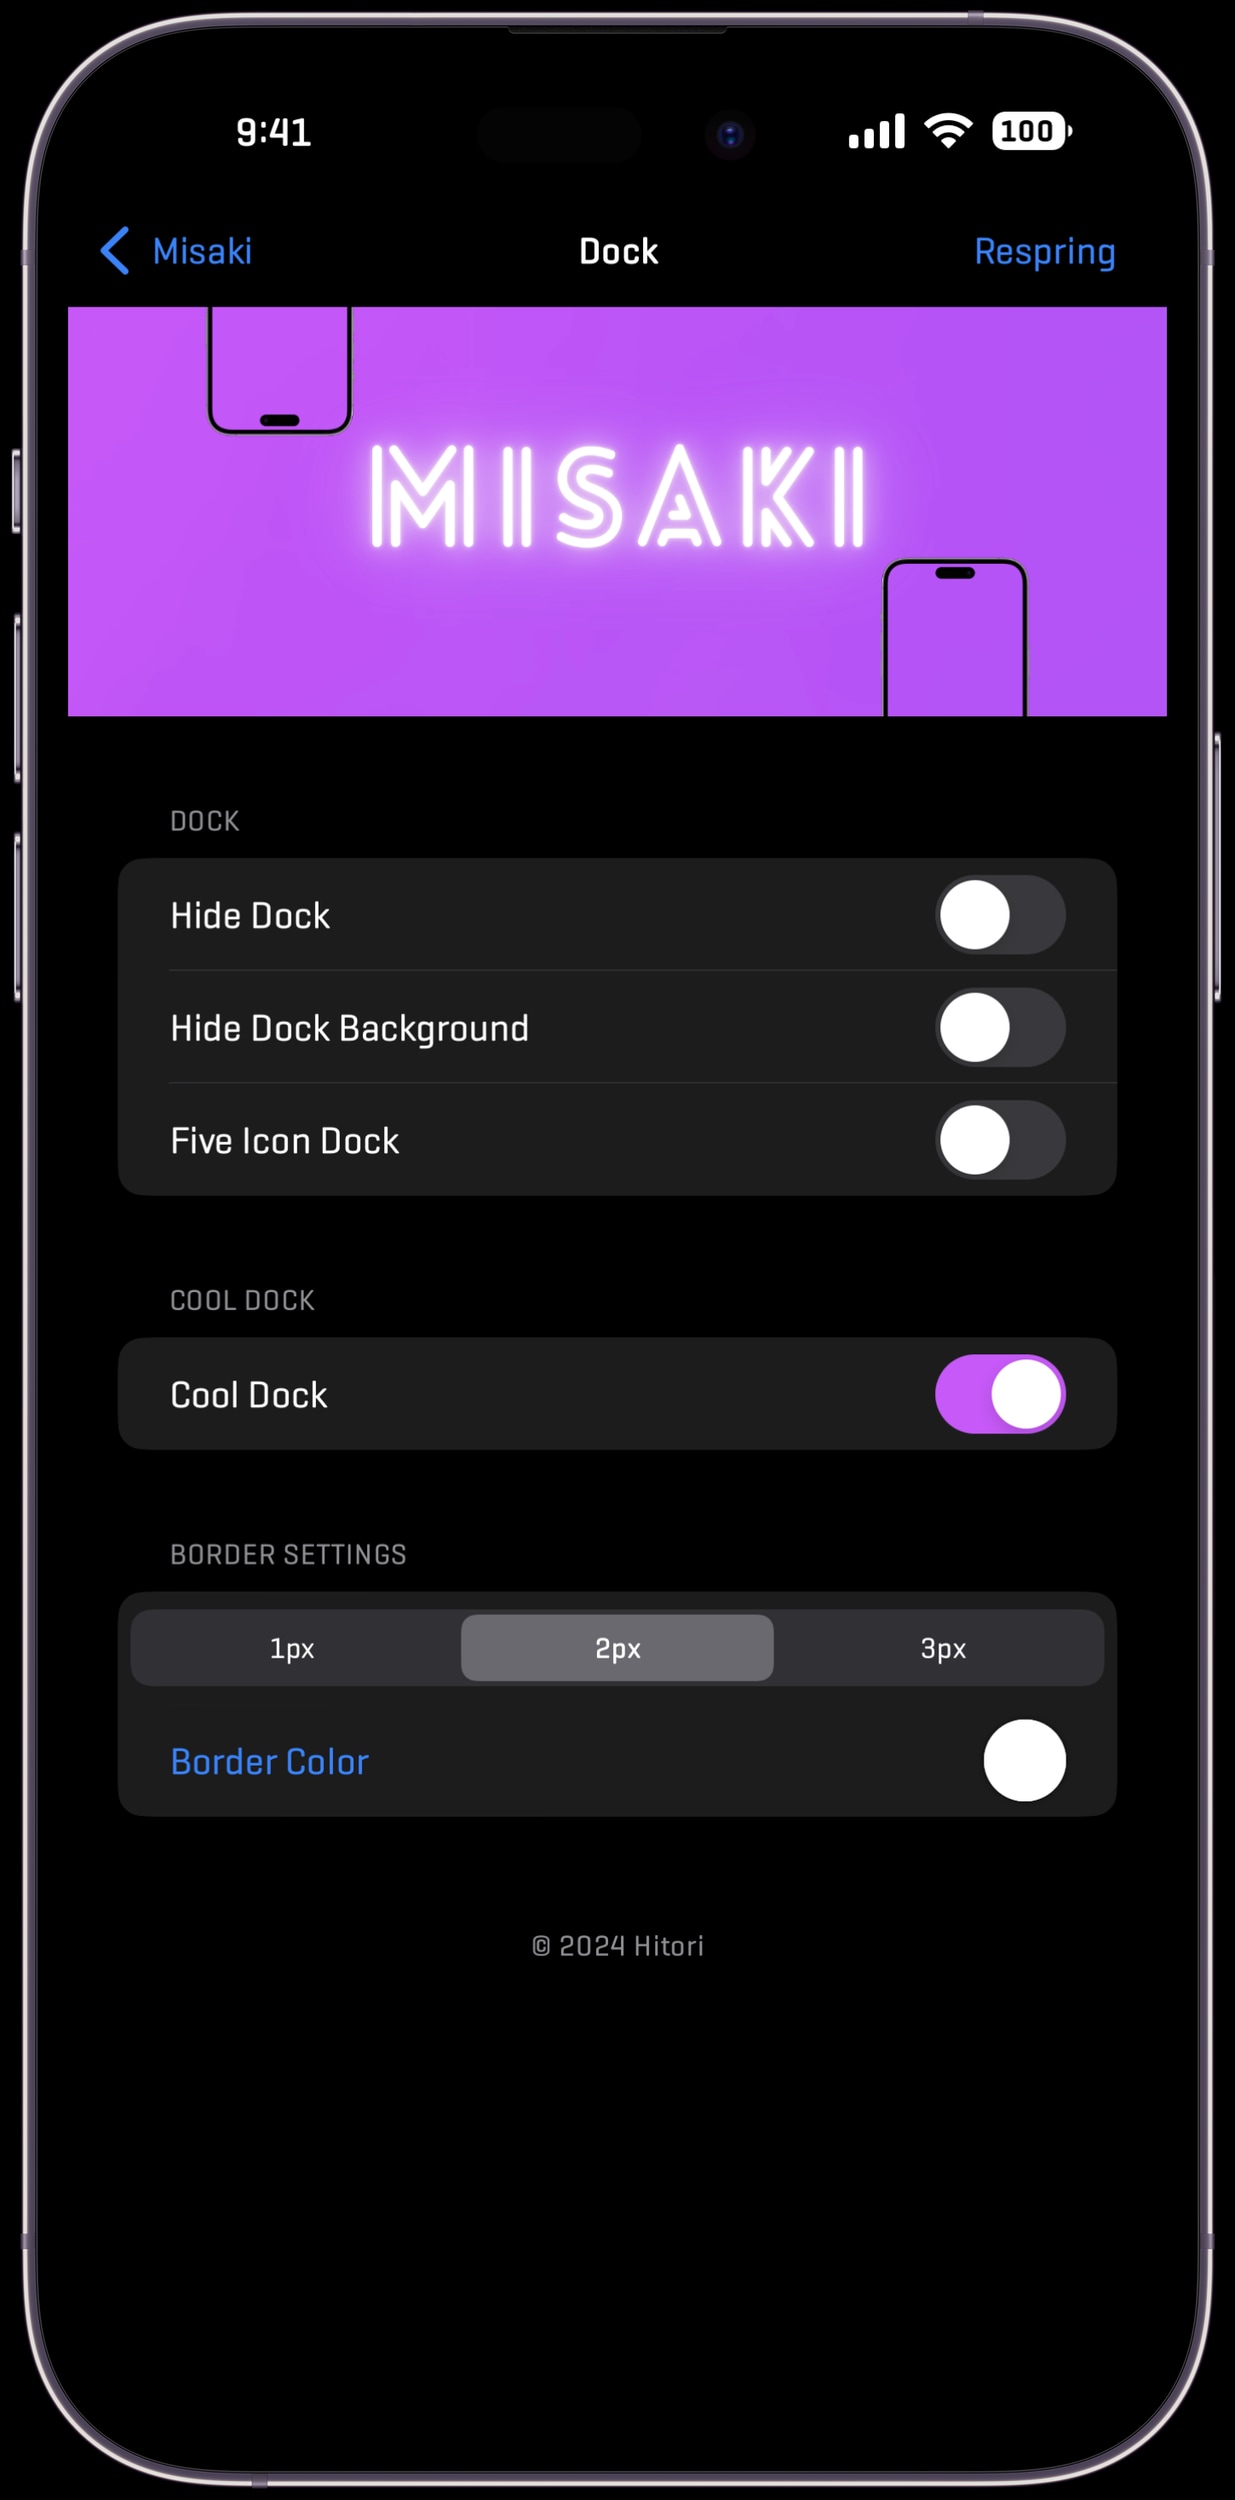 9:41
100
Misaki
Dock
Respring
MISAKI
DOCK
Hide Dock
Hide Dock Background
Five Icon Dock
COOL DOCK
Cool Dock
BORDER SETTINGS
1px
2px
3px
Border Color
© 2024 Hitori